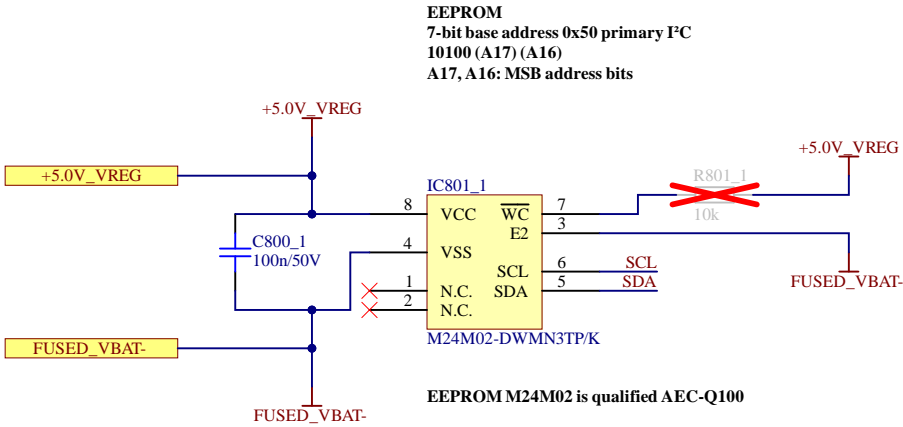 EEPROM
7-bit base address 0x50 primary I²C
10100 (A17) (A16)
A17, A16: MSB address bits
+5.0V_VREG
+5.0V_VREG
+5.0V_VREG
R801_1
10k
IC801_1
8 VCC
WC 7
E2 3
C800_1
100n/50V
4 VSS
SCL 6 SCL
SDA 5 SDA
1 N.C.
2 N.C.
FUSED_VBAT-
M24M02-DWMN3TP/K
FUSED_VBAT-
FUSED_VBAT-
EEPROM M24M02 is qualified AEC-Q100